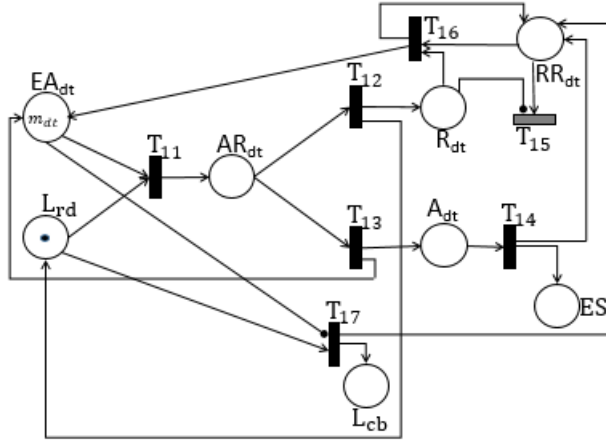 T16
RRdt
EAdt
mdt
T12
T11
ARdt
Rdt
T15
Lrd
T13
Adt
T14
ES
T17
Lcb